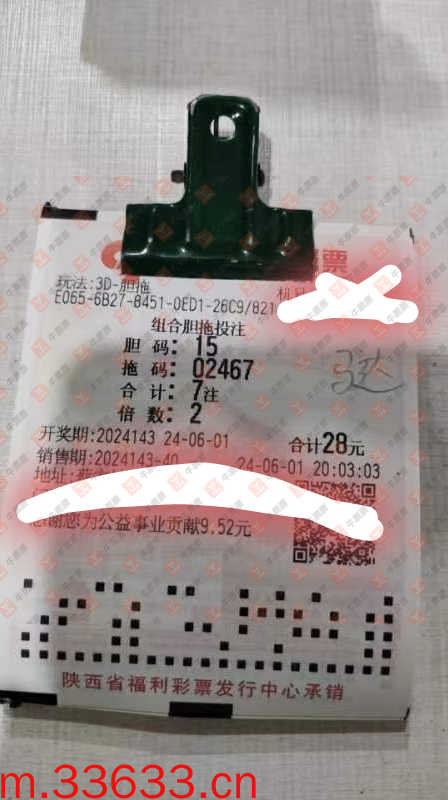 票
玩法:3D-胆拖
E065-6B27-8451-0ED1-26C9/821
组合胆拖投注
胆 码: 15
拖 码: 02467
合 计: 7注
倍 数: 2
开奖期:2024143 24-06-01 合计28元
销售期:2024143-40 24-06-01 20:03:03
地址:
感谢您为公益事业贡献9.52元
陕西省福利彩票发行中心承销
m.33633.cn